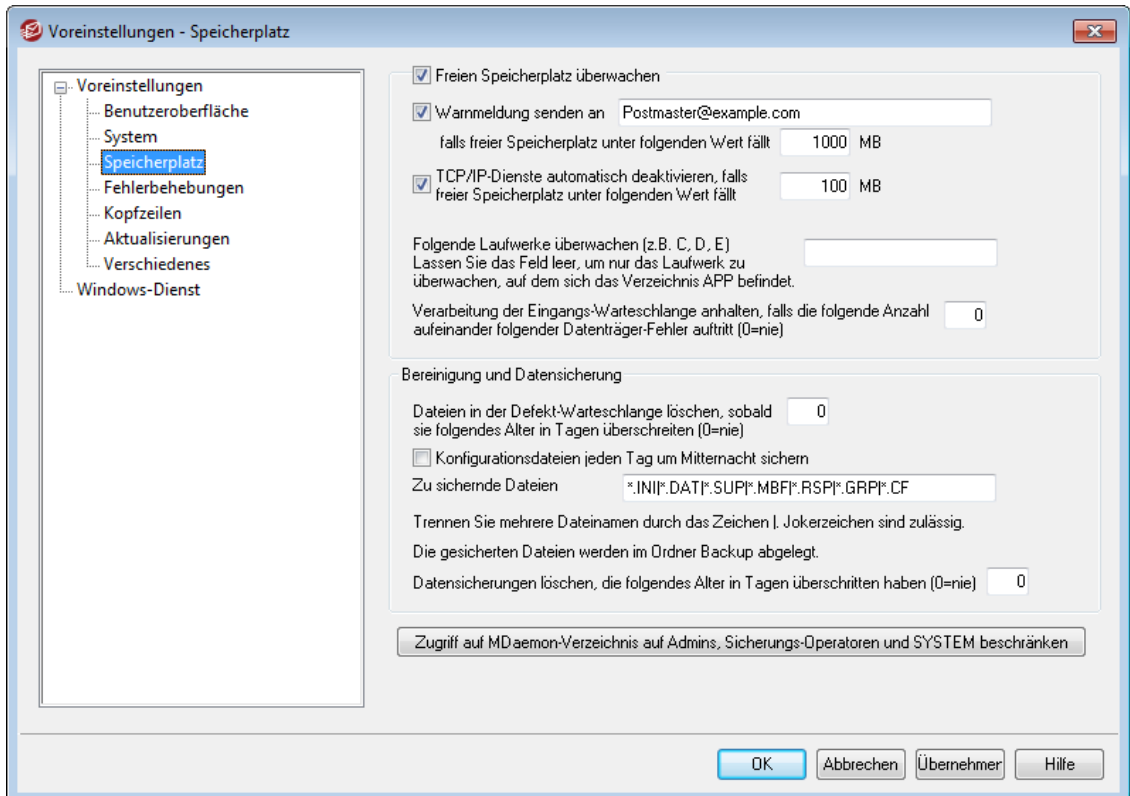 Voreinstellungen - Speicherplatz
Voreinstellungen
Benutzeroberfläche
System
Speicherplatz
Fehlerbehebungen
Kopfzeilen
Aktualisierungen
Verschiedenes
Windows-Dienst
Freien Speicherplatz überwachen
Warnmeldung senden an Postmaster@example.com
falls freier Speicherplatz unter folgenden Wert fällt 1000 MB
TCP/IP-Dienste automatisch deaktivieren, falls
freier Speicherplatz unter folgenden Wert fällt 100 MB
Folgende Laufwerke überwachen (z.B. C, D, E)
Lassen Sie das Feld leer, um nur das Laufwerk zu
überwachen, auf dem sich das Verzeichnis APP befindet.
Verarbeitung der Eingangs-Warteschlange anhalten, falls die folgende Anzahl
aufeinander folgender Datenträger-Fehler auftritt (0=nie) 0
Bereinigung und Datensicherung
Dateien in der Defekt-Warteschlange löschen, sobald
sie folgendes Alter in Tagen überschreiten (0=nie) 0
Konfigurationsdateien jeden Tag um Mitternacht sichern
Zu sichernde Dateien *.INI|*.DAT|*.SUP|*.MBF|*.RSP|*.GRP|*.CF
Trennen Sie mehrere Dateinamen durch das Zeichen |. Jokerzeichen sind zulässig.
Die gesicherten Dateien werden im Ordner Backup abgelegt.
Datensicherungen löschen, die folgendes Alter in Tagen überschritten haben (0=nie) 0
Zugriff auf MDaemon-Verzeichnis auf Admins, Sicherungs-Operatoren und SYSTEM beschränken
OK Abbrechen Übernehmer Hilfe